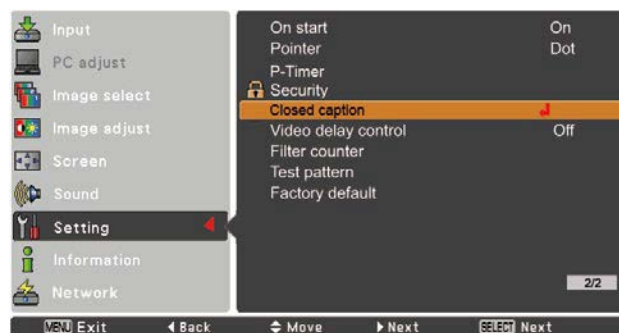 Input
PC adjust
Image select
Image adjust
Screen
Sound
Setting
Information
Network
On start On
Pointer Dot
P-Timer
Security
Closed caption
Video delay control Off
Filter counter
Test pattern
Factory default
2/2
MENU Exit Back Move Next SELECT Next